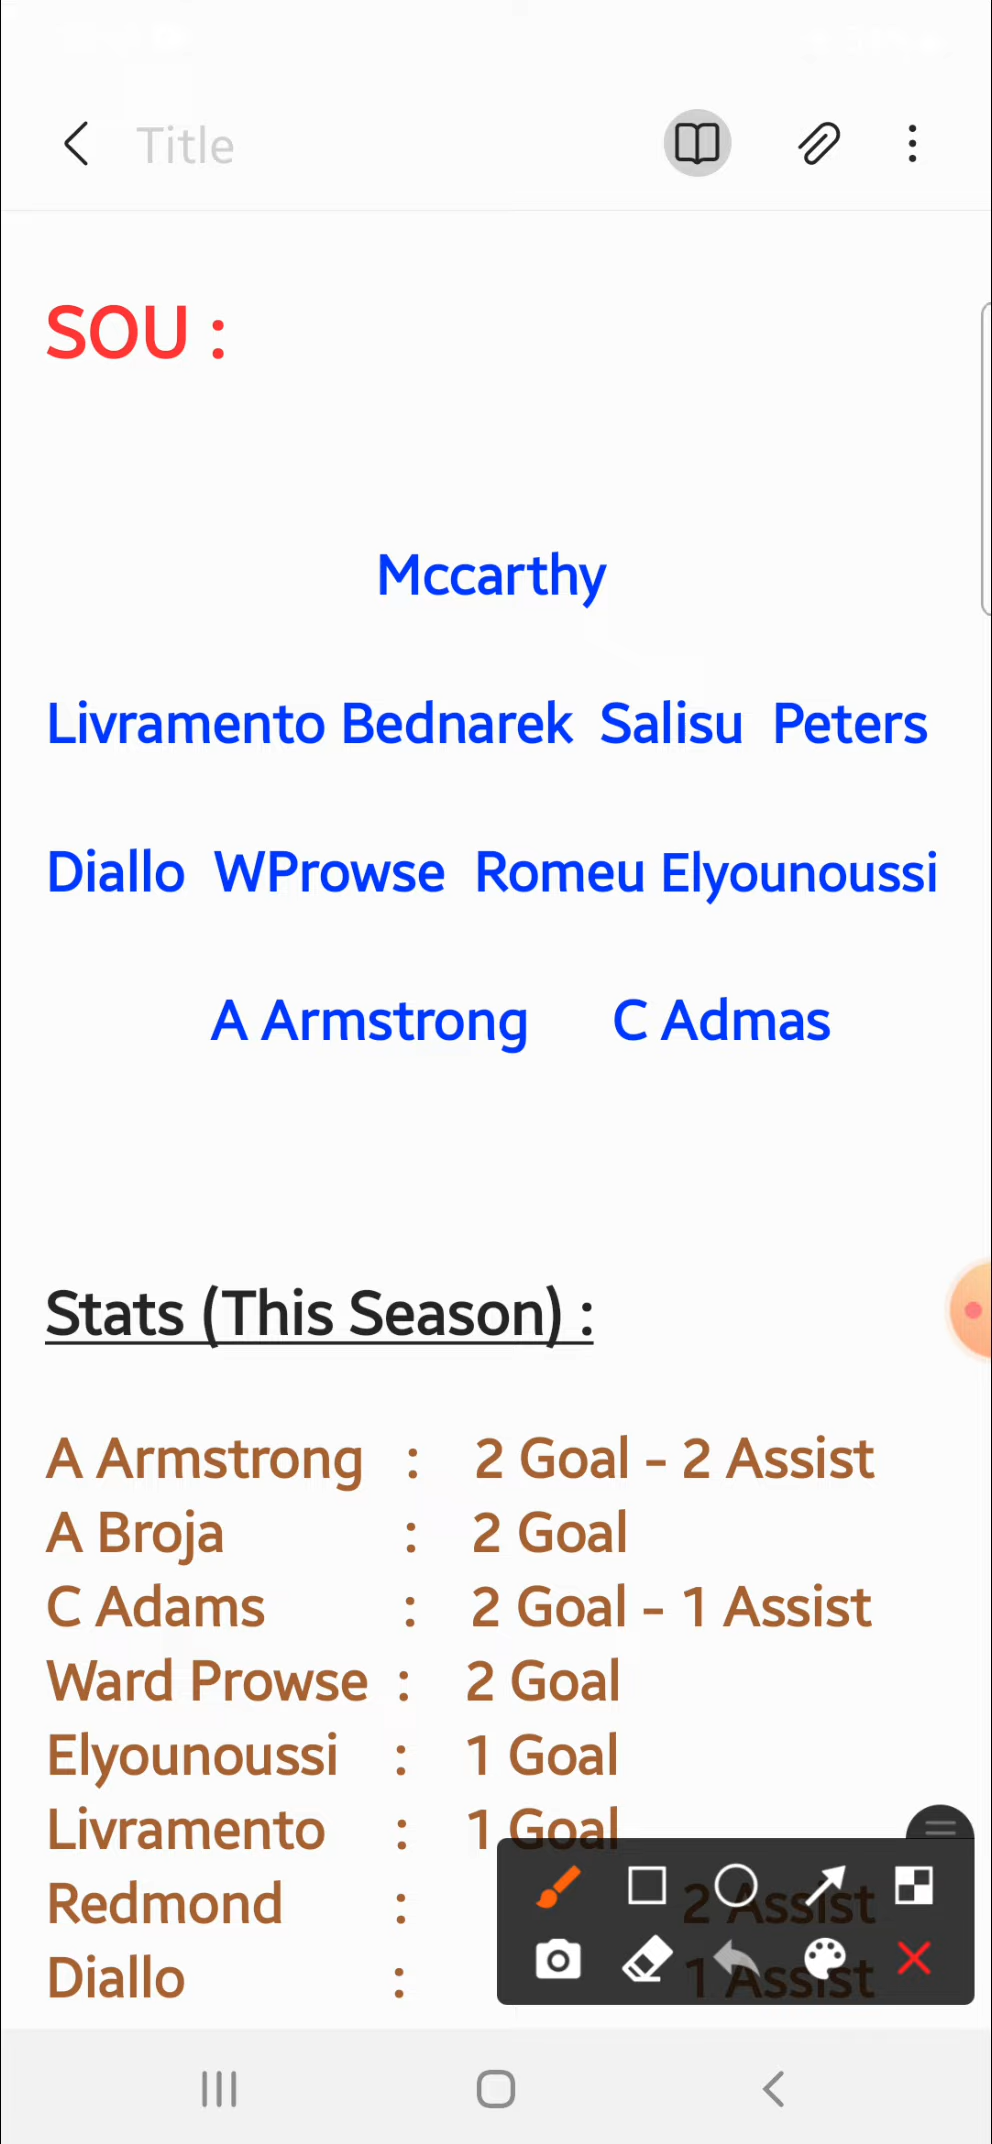 Title
SOU :
Mccarthy
Livramento Bednarek Salisu Peters
Diallo WProwse Romeu Elyounoussi
A Armstrong C Admas
Stats (This Season) :
A Armstrong : 2 Goal - 2 Assist
A Broja : 2 Goal
C Adams : 2 Goal - 1 Assist
Ward Prowse : 2 Goal
Elyounoussi : 1 Goal
Livramento : 1 Goal
Redmond : 2 Assist
Diallo : 1 Assist